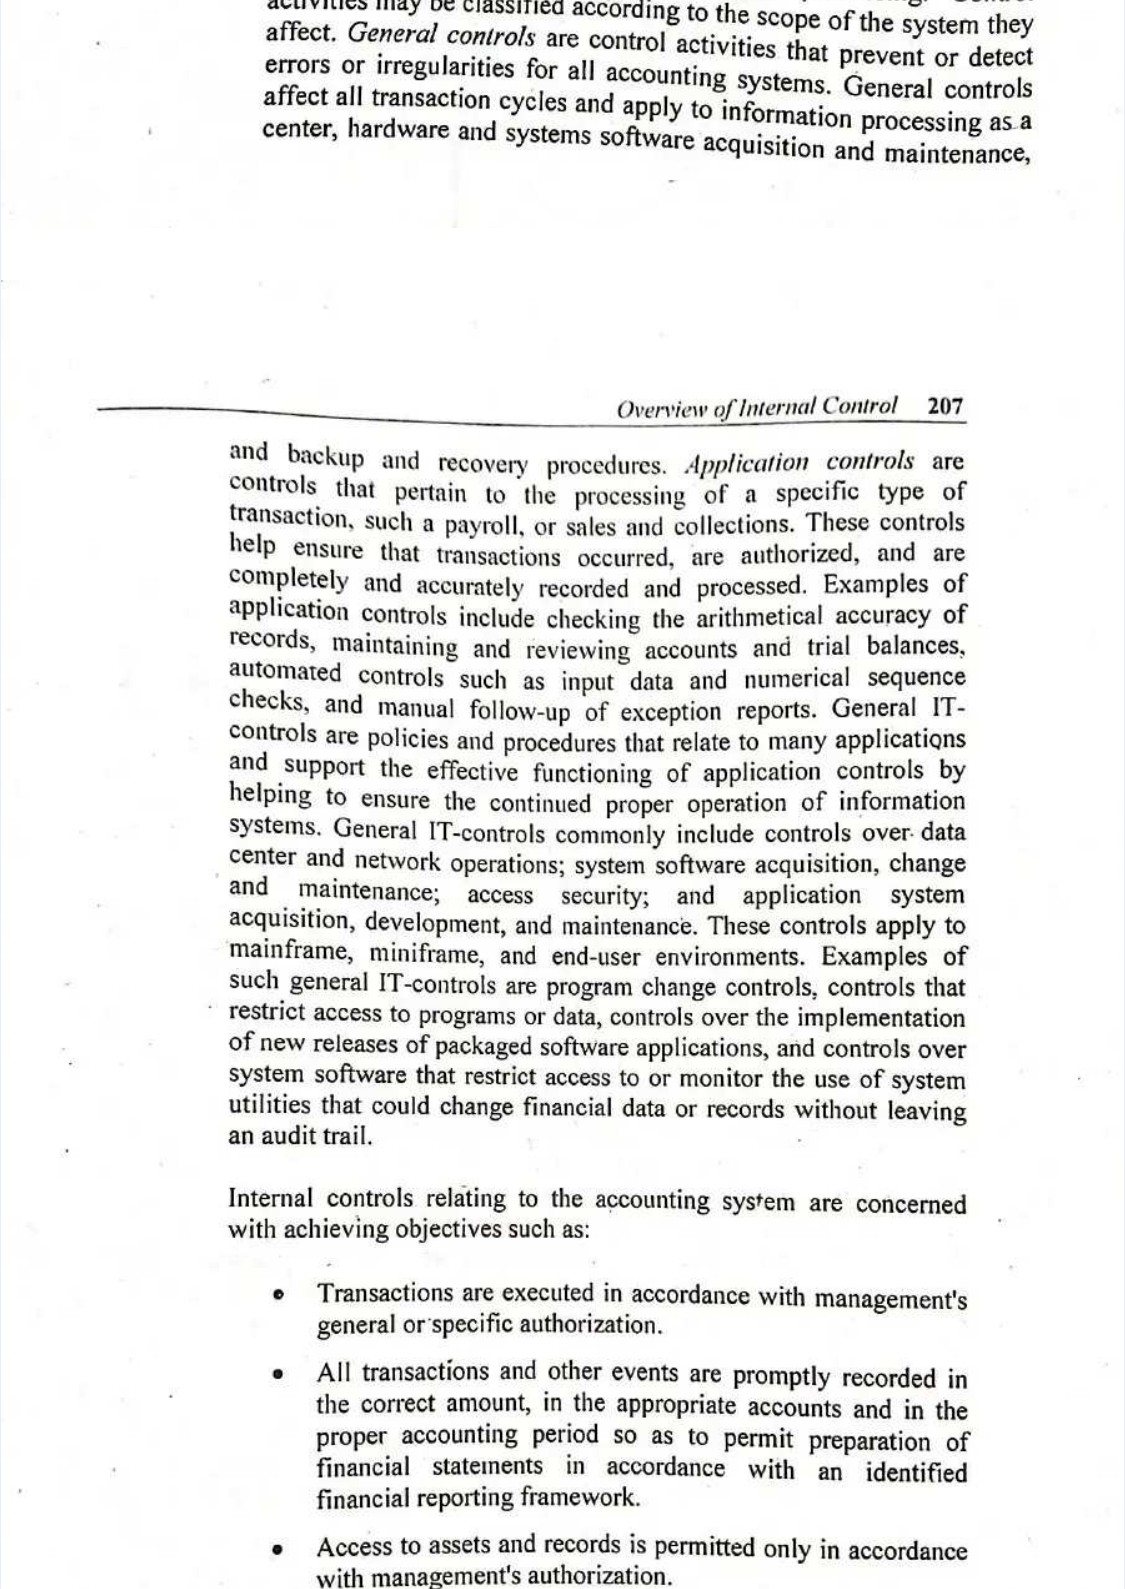 activities may be classified according to the scope of the system they
affect. General controls are control activities that prevent or detect
errors or irregularities for all accounting systems. General controls
affect all transaction cycles and apply to information processing as a
center, hardware and systems software acquisition and maintenance,
Overview of Internal Control 207
and backup and recovery procedures. Application controls are
controls that pertain to the processing of a specific type of
transaction, such a payroll, or sales and collections. These controls
help ensure that transactions occurred, are authorized, and are
completely and accurately recorded and processed. Examples of
application controls include checking the arithmetical accuracy of
records, maintaining and reviewing accounts and trial balances,
automated controls such as input data and numerical sequence
checks, and manual follow-up of exception reports. General IT-
controls are policies and procedures that relate to many applications
and support the effective functioning of application controls by
helping to ensure the continued proper operation of information
systems. General IT-controls commonly include controls over data
center and network operations; system software acquisition, change
and maintenance; access security; and application system
acquisition, development, and maintenance. These controls apply to
mainframe, miniframe, and end-user environments. Examples of
such general IT-controls are program change controls, controls that
restrict access to programs or data, controls over the implementation
of new releases of packaged software applications, and controls over
system software that restrict access to or monitor the use of system
utilities that could change financial data or records without leaving
an audit trail.
Internal controls relating to the accounting system are concerned
with achieving objectives such as:
• Transactions are executed in accordance with management's
general or specific authorization.
• All transactions and other events are promptly recorded in
the correct amount, in the appropriate accounts and in the
proper accounting period so as to permit preparation of
financial statements in accordance with an identified
financial reporting framework.
• Access to assets and records is permitted only in accordance
with management's authorization.